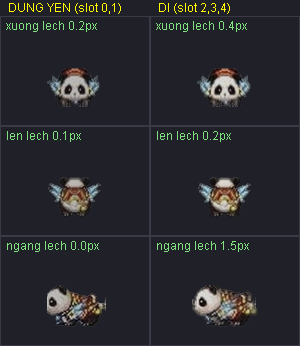 DUNG YEN (slot 0,1) DI (slot 2,3,4)
xuong lech 0.2px xuong lech 0.4px
len lech 0.1px len lech 0.2px
ngang lech 0.0px ngang lech 1.5px